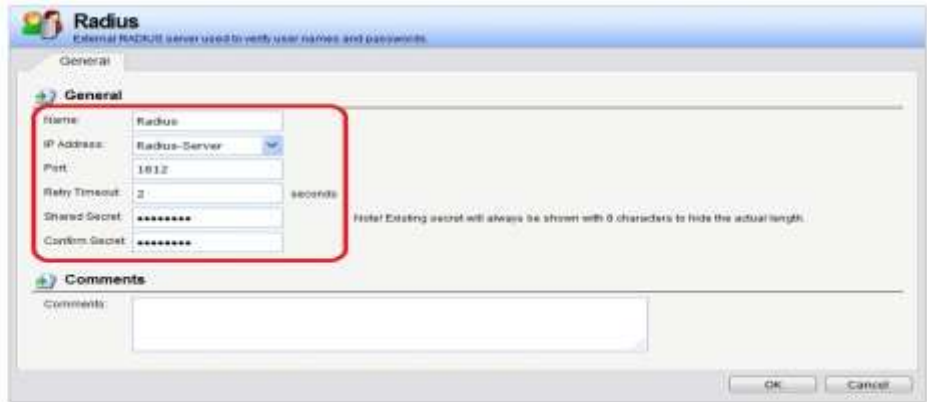 Radius
External RADIUS server used to verify user names and passwords.
General
General
Name: Radius
IP Address: Radius-Server
Port: 1812
Retry Timeout: 2 seconds
Shared Secret: ●●●●●●●● Note! Existing secret will always be shown with 8 characters to hide the actual length.
Confirm Secret: ●●●●●●●●
Comments
Comments:
OK Cancel